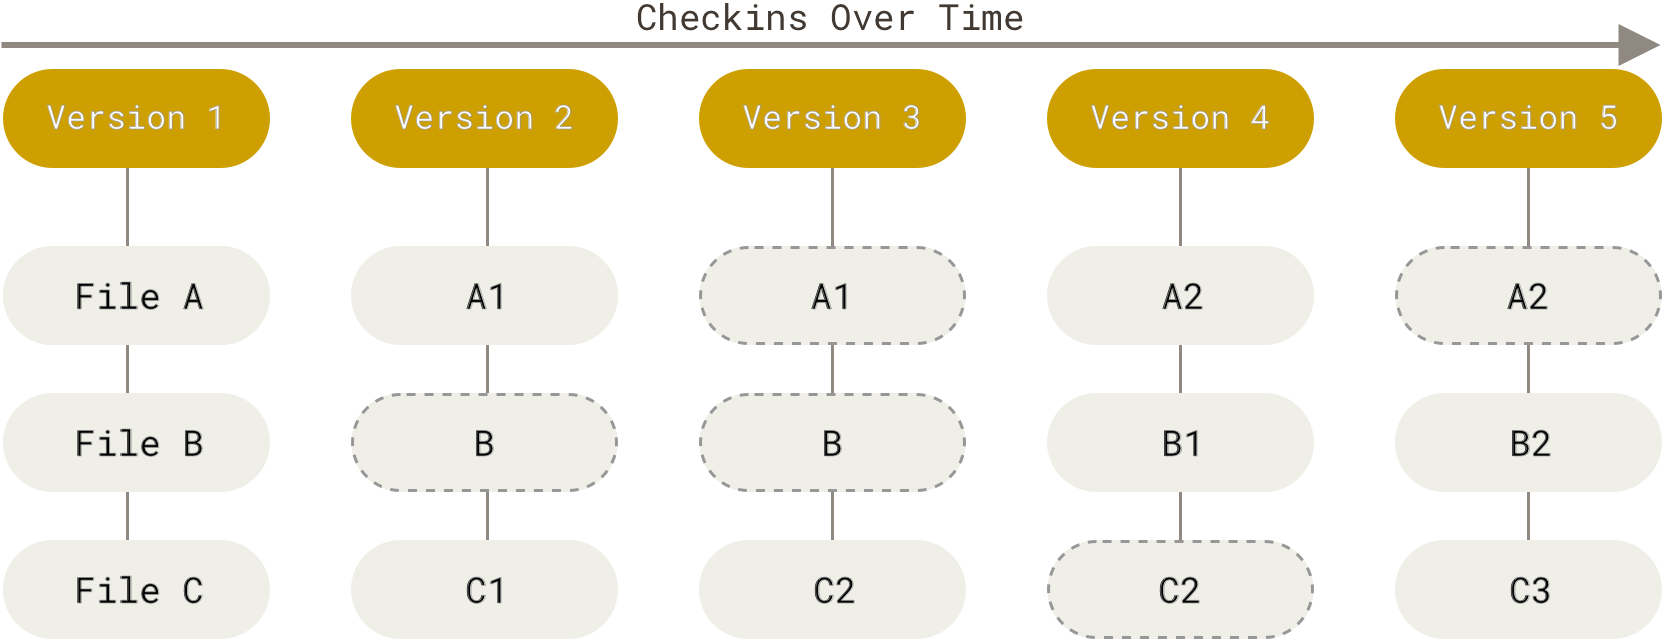 Checkins Over Time
Version 1
Version 2
Version 3
Version 4
Version 5
File A
A1
A1
A2
A2
File B
B
B
B1
B2
File C
C1
C2
C2
C3